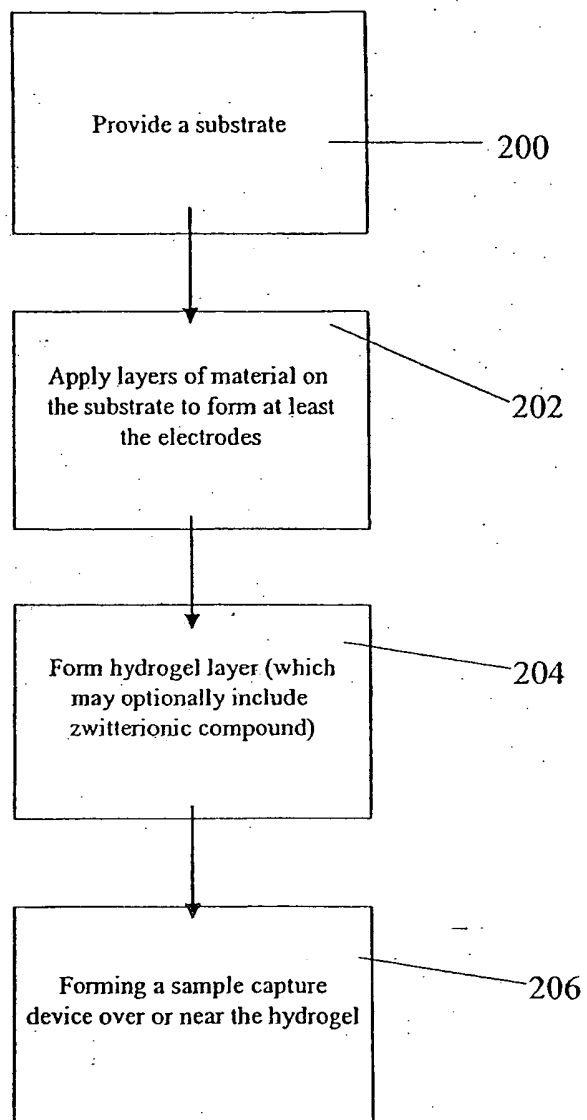 Provide a substrate
200
Apply layers of material on
the substrate to form at least
the electrodes
202
Form hydrogel layer (which
may optionally include
zwitterionic compound)
204
Forming a sample capture
device over or near the hydrogel
206